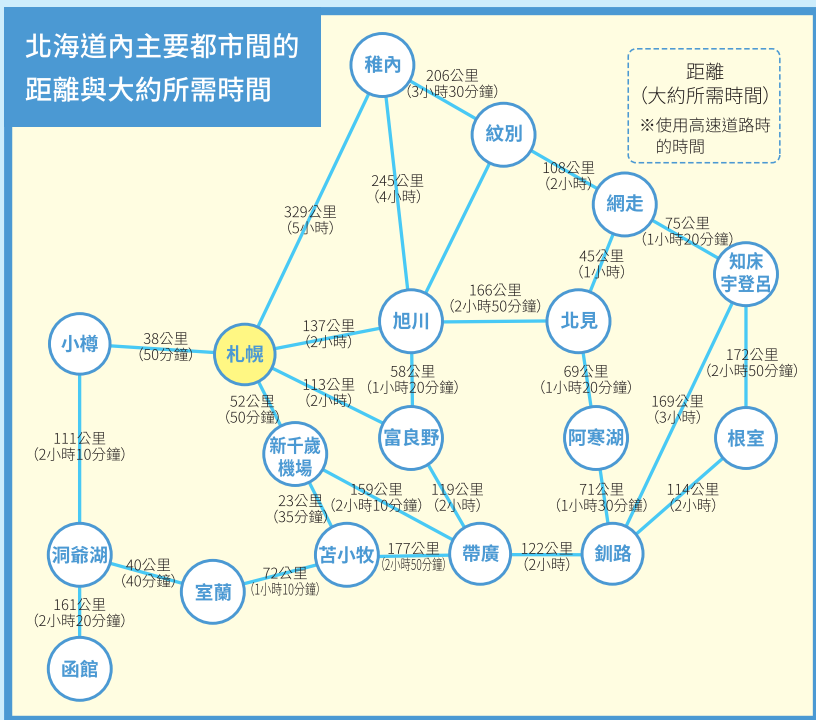 北海道內主要都市間的
距離與大約所需時間
距離
（大約所需時間）
※使用高速道路時
的時間
稚內
206公里
（3小時30分鐘）
紋別
108公里
（2小時）
245公里
（4小時）
329公里
（5小時）
網走
75公里
（1小時20分鐘）
45公里
（1小時）
知床
宇登呂
166公里
（2小時50分鐘）
旭川
北見
137公里
（2小時）
小樽
38公里
（50分鐘）
札幌
172公里
（2小時50分鐘）
58公里
（1小時20分鐘）
69公里
（1小時20分鐘）
113公里
（2小時）
52公里
（50分鐘）
169公里
（3小時）
富良野
阿寒湖
根室
111公里
（2小時10分鐘）
新千歲
機場
159公里
（2小時10分鐘）
119公里
（2小時）
71公里
（1小時30分鐘）
114公里
（2小時）
23公里
（35分鐘）
洞爺湖
苫小牧
177公里
（2小時50分鐘）
帶廣
122公里
（2小時）
釧路
40公里
（40分鐘）
72公里
（1小時10分鐘）
室蘭
161公里
（2小時20分鐘）
函館